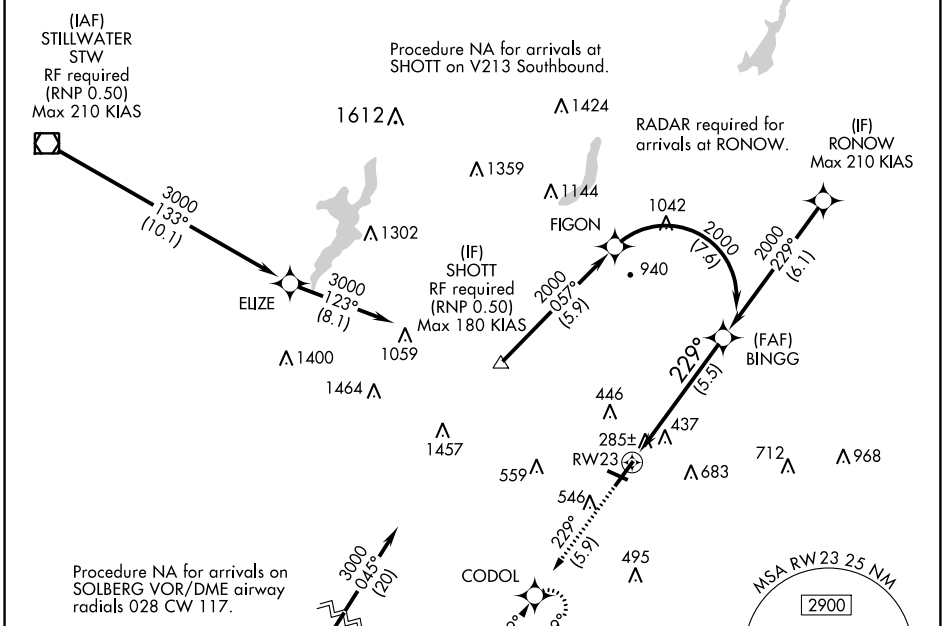 (IAF)
STILLWATER
STW
RF required
(RNP 0.50)
Max 210 KIAS
Procedure NA for arrivals at
SHOTT on V213 Southbound.
1612
1424
RADAR required for
arrivals at RONOW.
(IF)
RONOW
Max 210 KIAS
1359
1144
3000
133°
(10.1)
1302
FIGON
1042
2000
(7.6)
2000
229°
(6.1)
940
(IF)
SHOTT
RF required
(RNP 0.50)
Max 180 KIAS
2000
057°
(5.9)
ELIZE
3000
123°
(8.1)
1059
1400
1464
(FAF)
BINGG
229°
(5.5)
446
437
285±
1457
RW23
559
683
712
968
546
229°
(5.9)
495
3000
045°
(20)
Procedure NA for arrivals on
SOLBERG VOR/DME airway
radials 028 CW 117.
CODOL
MSA RW 23 25 NM
2900